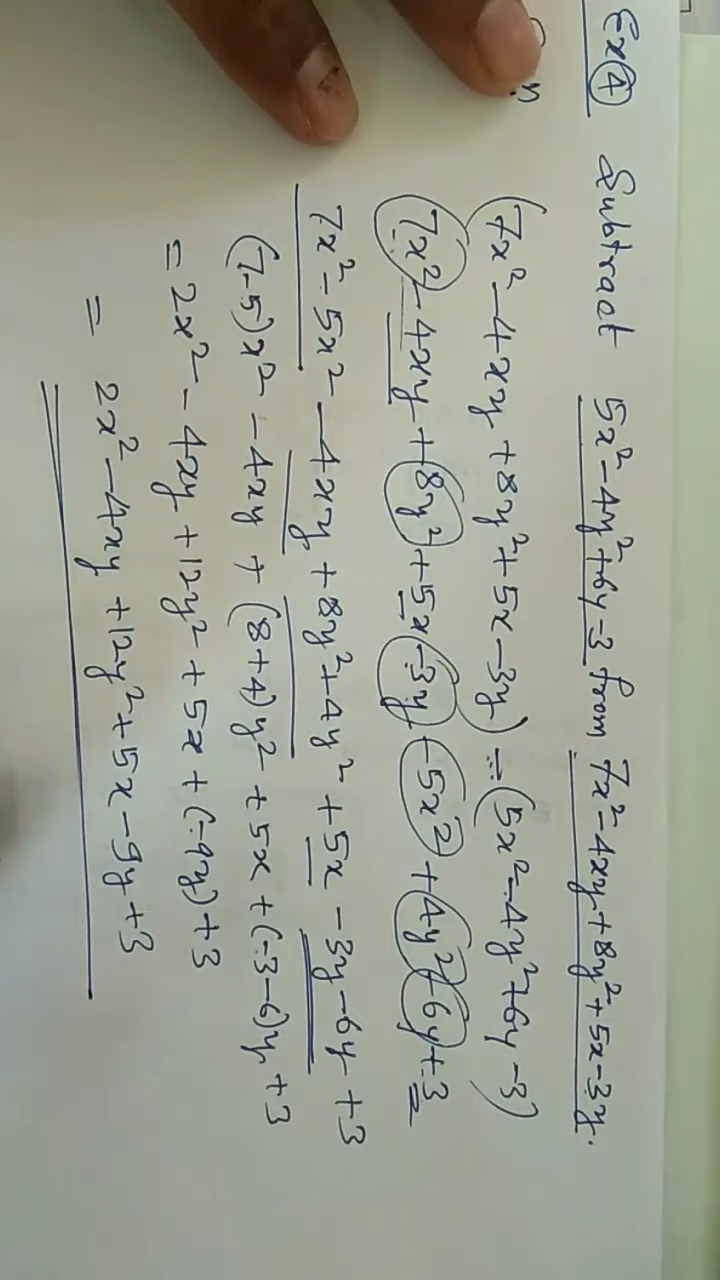 Ex④ Subtract 5x²-4y²+6y-3 from 7x²-4xy+8y²+5x-3y.
(7x²-4xy+8y²+5x-3y)-(5x²-4y²+6y-3)
7x²-4xy+8y²+5x-3y-5x²+4y²-6y+3
7x²-5x²-4xy+8y²+4y²+5x-3y-6y+3
(7-5)x²-4xy+(8+4)y²+5x+(-3-6)y+3
=2x²-4xy+12y²+5x+(-9y)+3
=2x²-4xy+12y²+5x-9y+3